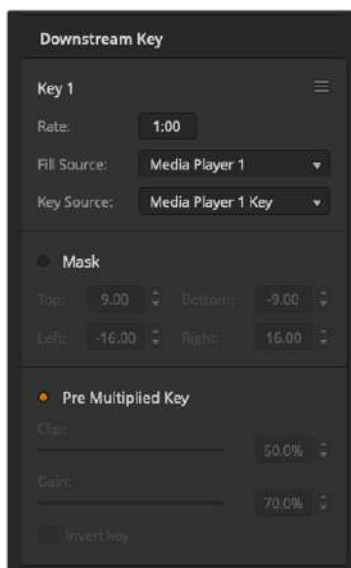 Downstream Key
Key 1
Rate: 1:00
Fill Source: Media Player 1
Key Source: Media Player 1 Key
Mask
Top: 9.00 Bottom: -9.00
Left: -16.00 Right: 16.00
Pre Multiplied Key
Clip:
50.0%
Gain:
70.0%
Invert key